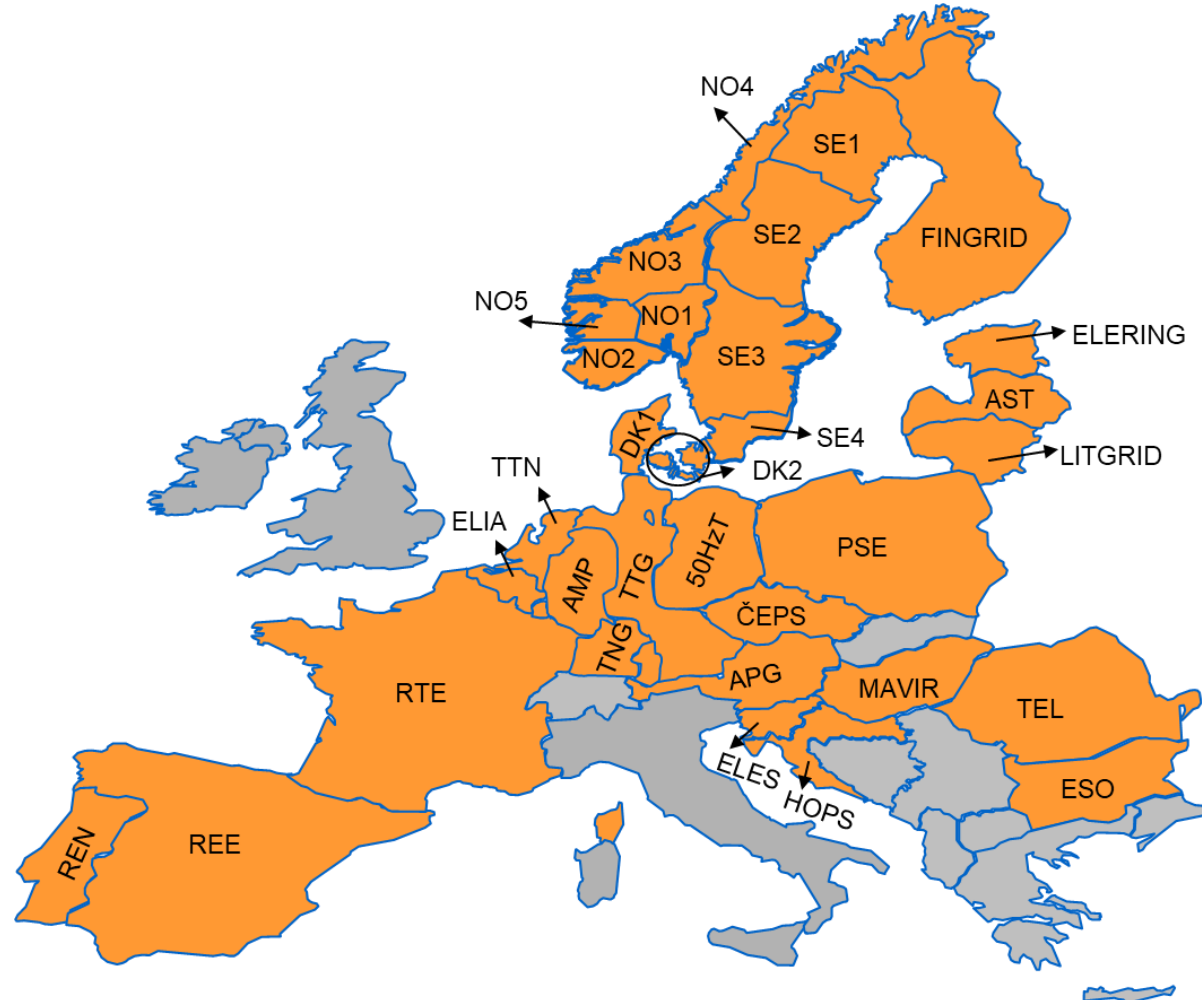 NO4
SE1
SE2
FINGRID
NO3
NO5
NO1
NO2
SE3
ELERING
AST
DK1
SE4
LITGRID
DK2
TTN
ELIA
AMP
TTG
50HzT
PSE
ČEPS
TNG
APG
MAVIR
RTE
TEL
ELES
HOPS
ESO
REN
REE